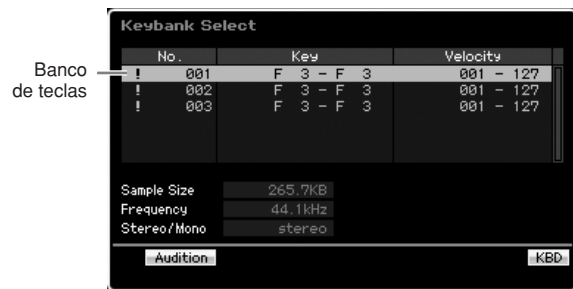 Keybank Select
No. Key Velocity
Banco de teclas
! 001 F 3 - F 3 001 - 127
! 002 F 3 - F 3 001 - 127
! 003 F 3 - F 3 001 - 127
Sample Size 265.7KB
Frequency 44.1kHz
Stereo/Mono stereo
Audition KBD